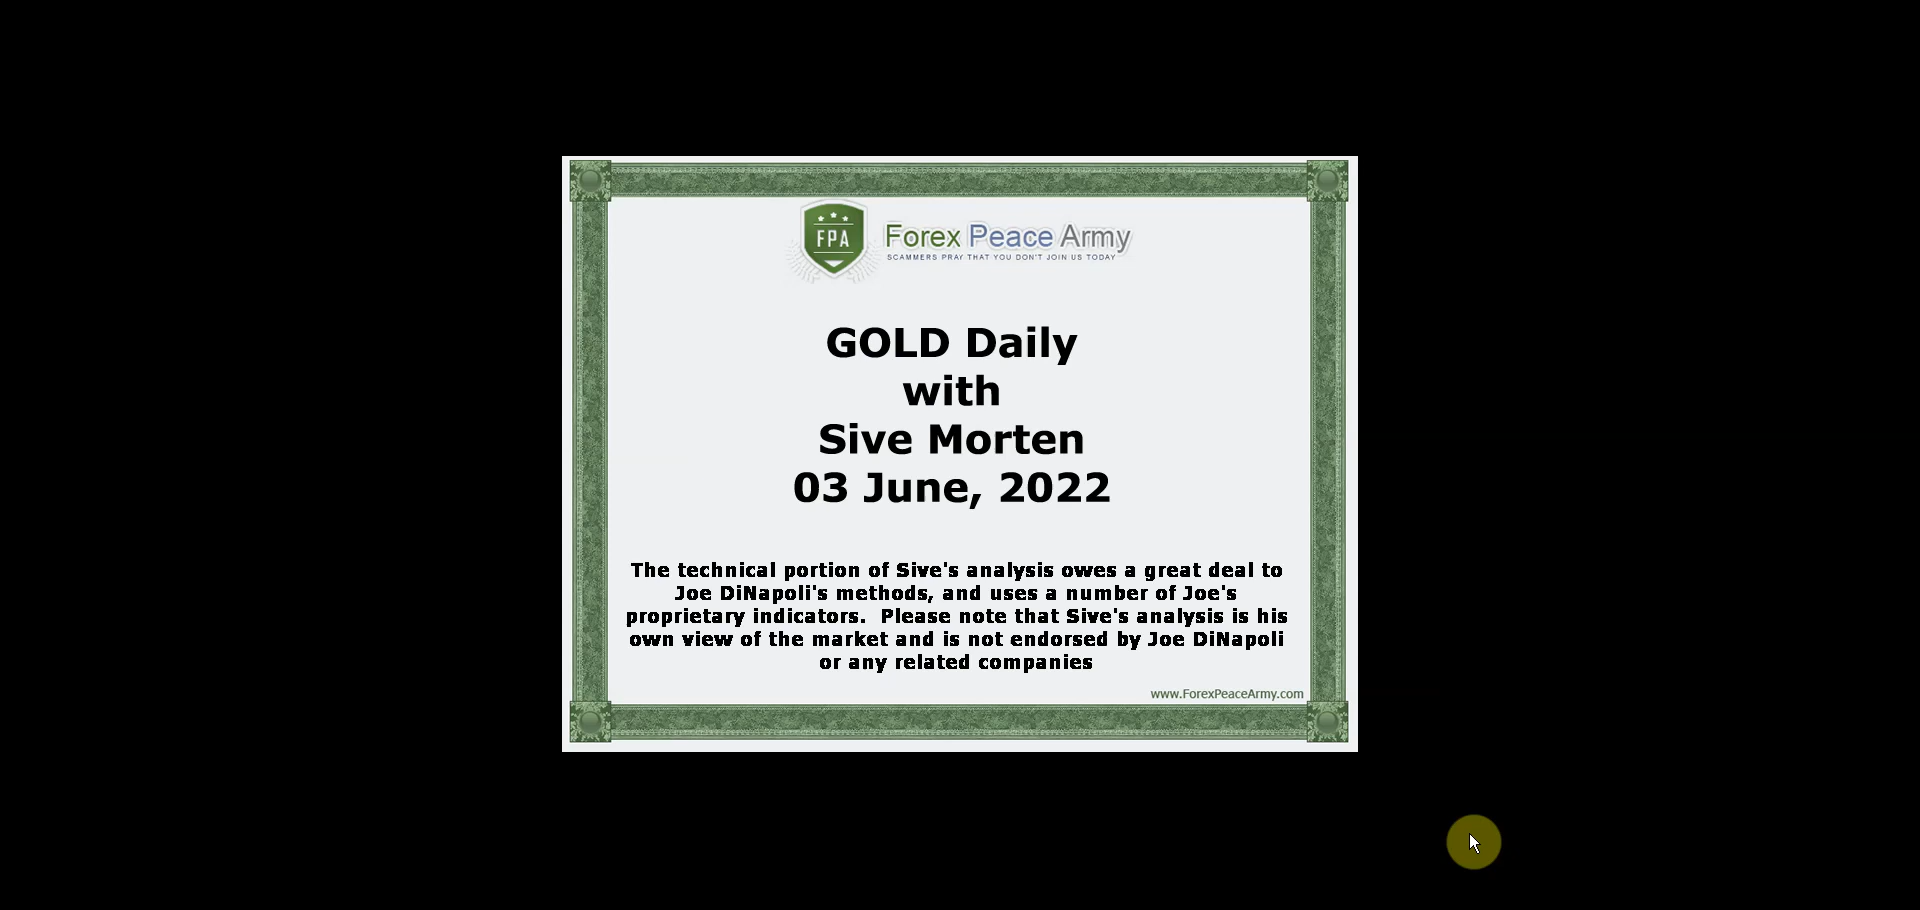 FPA
Forex Peace Army
SCAMMERS PRAY THAT YOU DON'T JOIN US TODAY
GOLD Daily
with
Sive Morten
03 June, 2022
The technical portion of Sive's analysis owes a great deal to
Joe DiNapoli's methods, and uses a number of Joe's
proprietary indicators.  Please note that Sive's analysis is his
own view of the market and is not endorsed by Joe DiNapoli
or any related companies
www.ForexPeaceArmy.com